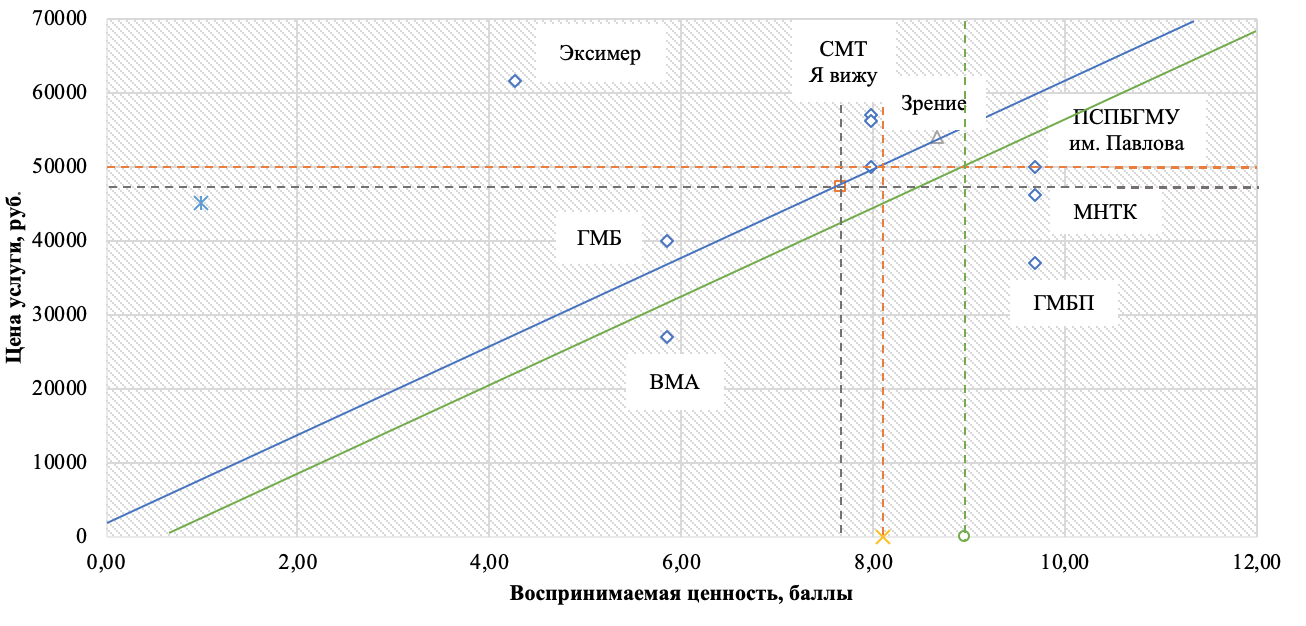 70000
60000
50000
40000
30000
20000
10000
0
Цена услуги, руб.
Эксимер
СМТ
Я вижу
Зрение
ПСПБГМУ
им. Павлова
МНТК
ГМБ
ГМБП
ВМА
0,00
2,00
4,00
6,00
8,00
10,00
12,00
Воспринимаемая ценность, баллы